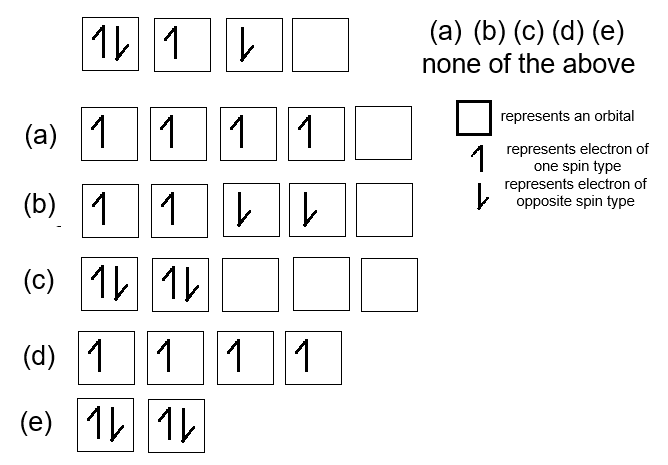 (a) (b) (c) (d) (e)
none of the above
represents an orbital
represents electron of
one spin type
represents electron of
opposite spin type
(a)
(b)
(c)
(d)
(e)